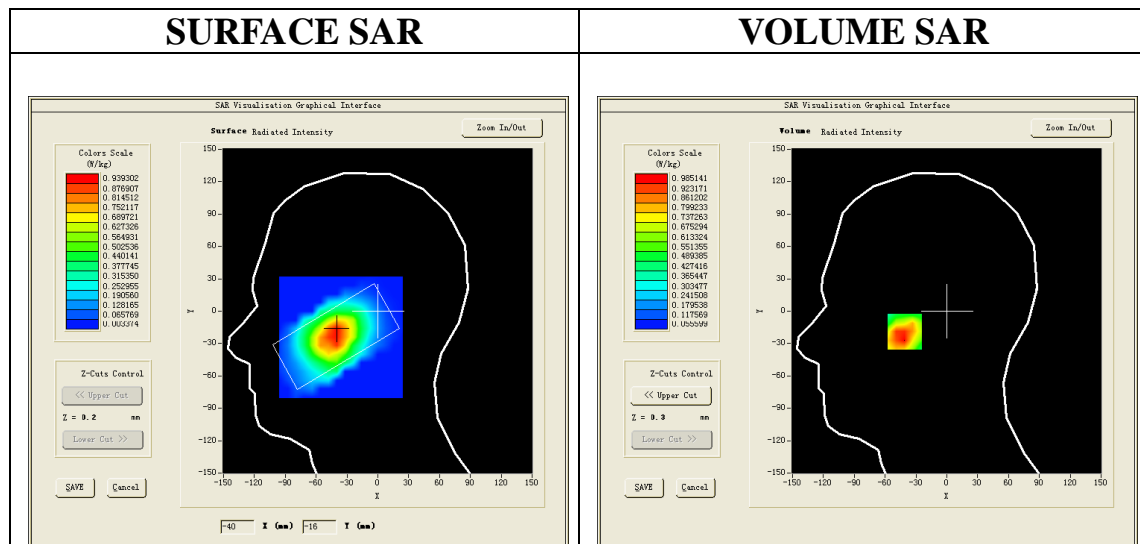 SURFACE SAR
SAR Visualisation Graphical Interface
Surface Radiated Intensity
Zoom In/Out
Colors Scale
(W/kg)
0.939302
0.876907
0.814512
0.752117
0.689721
0.627326
0.564931
0.502536
0.440141
0.377745
0.315350
0.252955
0.190560
0.128165
0.065769
0.003374
150
120
90
60
30
0
-30
-60
-90
-120
-150
Y
-150 -120 -90 -60 -30 0 30 60 90 120 150
X
Z-Cuts Control
<< Upper Cut
Z = 0.2 mm
Lower Cut >>
SAVE Cancel
-40 X (mm) -16 Y (mm)
VOLUME SAR
SAR Visualisation Graphical Interface
Volume Radiated Intensity
Zoom In/Out
Colors Scale
(W/kg)
0.985141
0.923171
0.861202
0.799233
0.737263
0.675294
0.613324
0.551355
0.489385
0.427416
0.365447
0.303477
0.241508
0.179538
0.117569
0.055599
150
120
90
60
30
0
-30
-60
-90
-120
-150
Y
-150 -120 -90 -60 -30 0 30 60 90 120 150
X
Z-Cuts Control
<< Upper Cut
Z = 0.3 mm
Lower Cut >>
SAVE Cancel